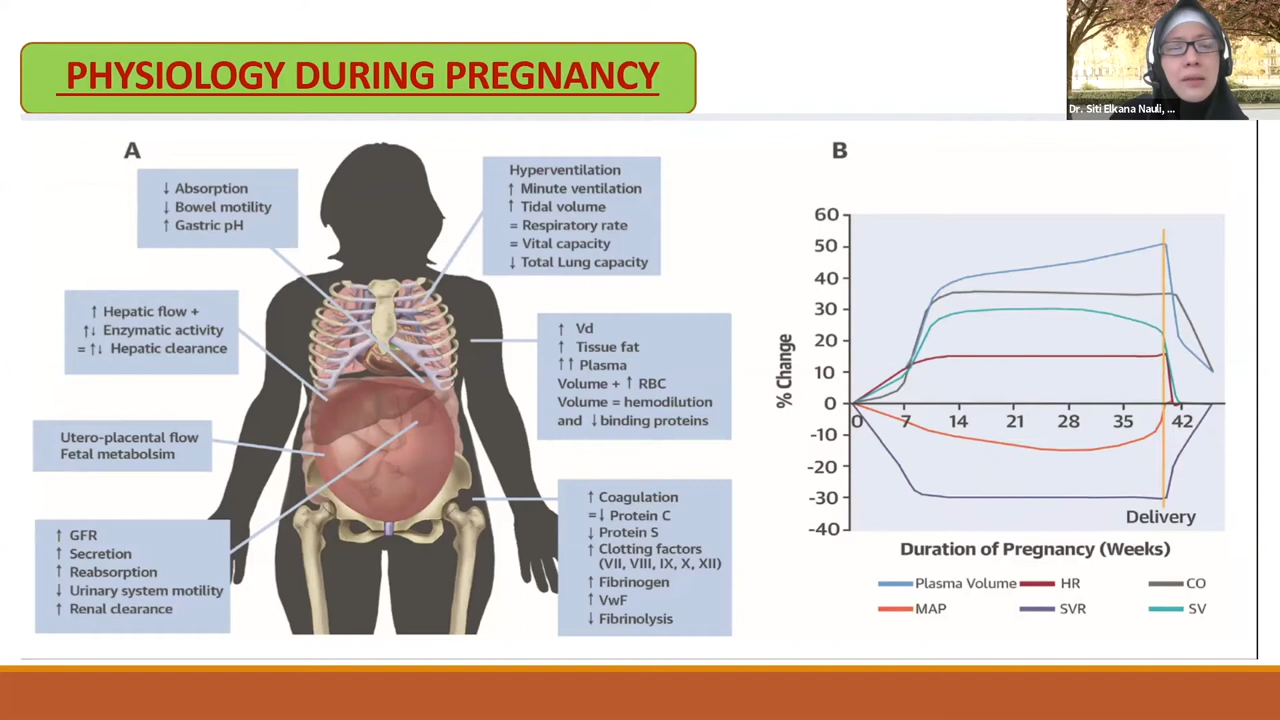 PHYSIOLOGY DURING PREGNANCY
Dr. Siti Elkana Nauli, ...
A
↓ Absorption
↓ Bowel motility
↑ Gastric pH
Hyperventilation
↑ Minute ventilation
↑ Tidal volume
= Respiratory rate
= Vital capacity
↓ Total Lung capacity
↑ Hepatic flow +
↑↓ Enzymatic activity
= ↑↓ Hepatic clearance
↑ Vd
↑ Tissue fat
↑↑ Plasma
Volume + ↑ RBC
Volume = hemodilution
and ↓ binding proteins
Utero-placental flow
Fetal metabolsim
↑ GFR
↑ Secretion
↑ Reabsorption
↓ Urinary system motility
↑ Renal clearance
↑ Coagulation
=↓ Protein C
↓ Protein S
↑ Clotting factors
(VII, VIII, IX, X, XII)
↑ Fibrinogen
↑ VwF
↓ Fibrinolysis
B
% Change
60
50
40
30
20
10
0
-10
-20
-30
-40
0 7 14 21 28 35 42
Delivery
Duration of Pregnancy (Weeks)
Plasma Volume HR CO
MAP SVR SV